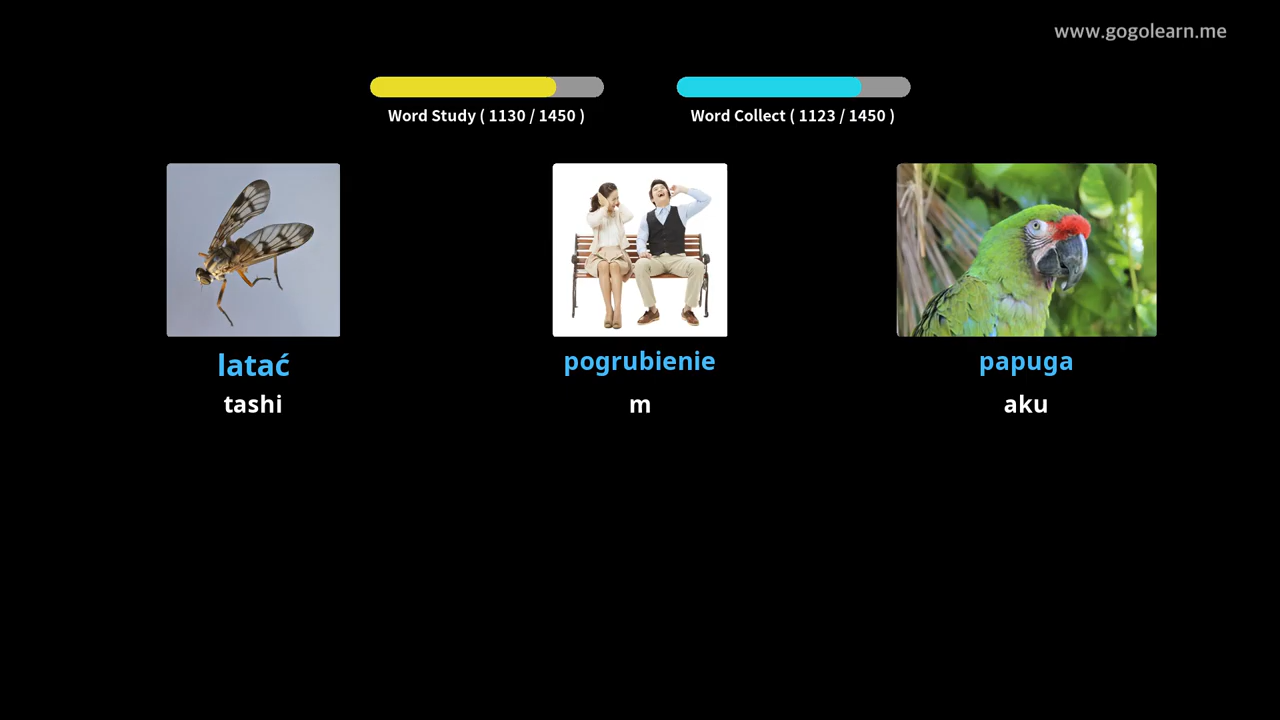 www.gogolearn.me
Word Study ( 1130 / 1450 )
Word Collect ( 1123 / 1450 )
latać
pogrubienie
papuga
tashi
m
aku